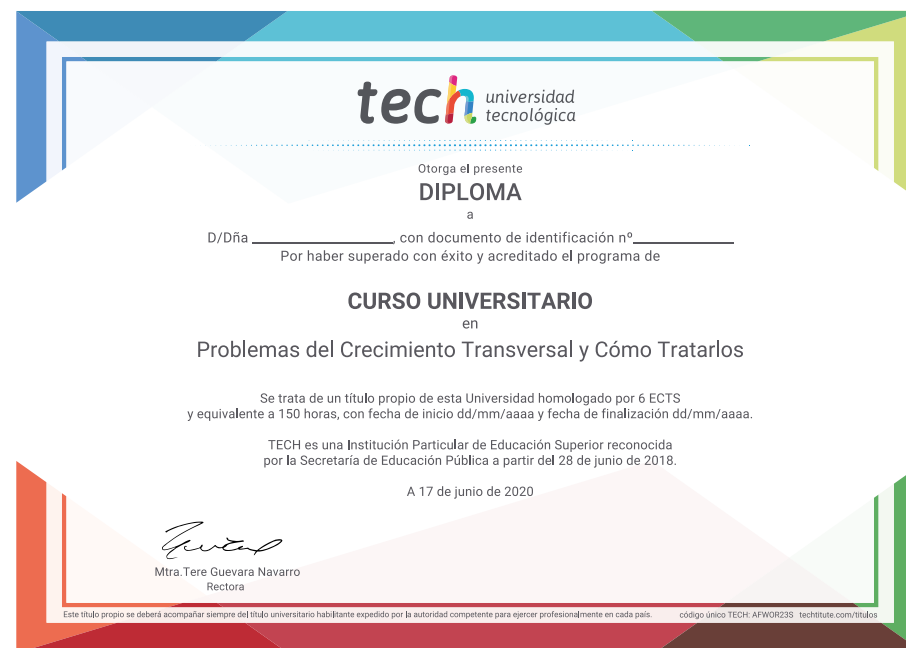 tech universidad
tecnológica
Otorga el presente
DIPLOMA
a
D/Dña ____________________, con documento de identificación nº______________
Por haber superado con éxito y acreditado el programa de
CURSO UNIVERSITARIO
en
Problemas del Crecimiento Transversal y Cómo Tratarlos
Se trata de un título propio de esta Universidad homologado por 6 ECTS
y equivalente a 150 horas, con fecha de inicio dd/mm/aaaa y fecha de finalización dd/mm/aaaa.
TECH es una Institución Particular de Educación Superior reconocida
por la Secretaría de Educación Pública a partir del 28 de junio de 2018.
A 17 de junio de 2020
Mtra.Tere Guevara Navarro
Rectora
Este título propio se deberá acompañar siempre del título universitario habilitante expedido por la autoridad competente para ejercer profesionalmente en cada país. código único TECH: AFWOR23S techtitute.com/titulos